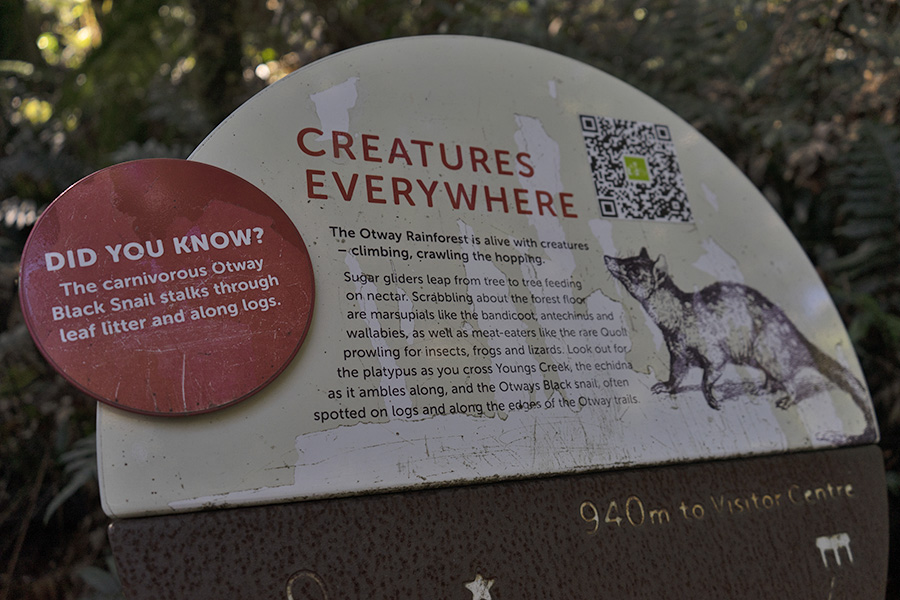 CREATURES
EVERYWHERE
The Otway Rainforest is alive with creatures
– climbing, crawling the hopping.
Sugar gliders leap from tree to tree feeding
on nectar. Scrabbling about the forest floor
are marsupials like the bandicoot, antechinus and
wallabies, as well as meat-eaters like the rare Quoll
prowling for insects, frogs and lizards. Look out for
the platypus as you cross Youngs Creek, the echidna
as it ambles along, and the Otways Black snail, often
spotted on logs and along the edges of the Otway trails.
DID YOU KNOW?
The carnivorous Otway
Black Snail stalks through
leaf litter and along logs.
940m to Visitor Centre